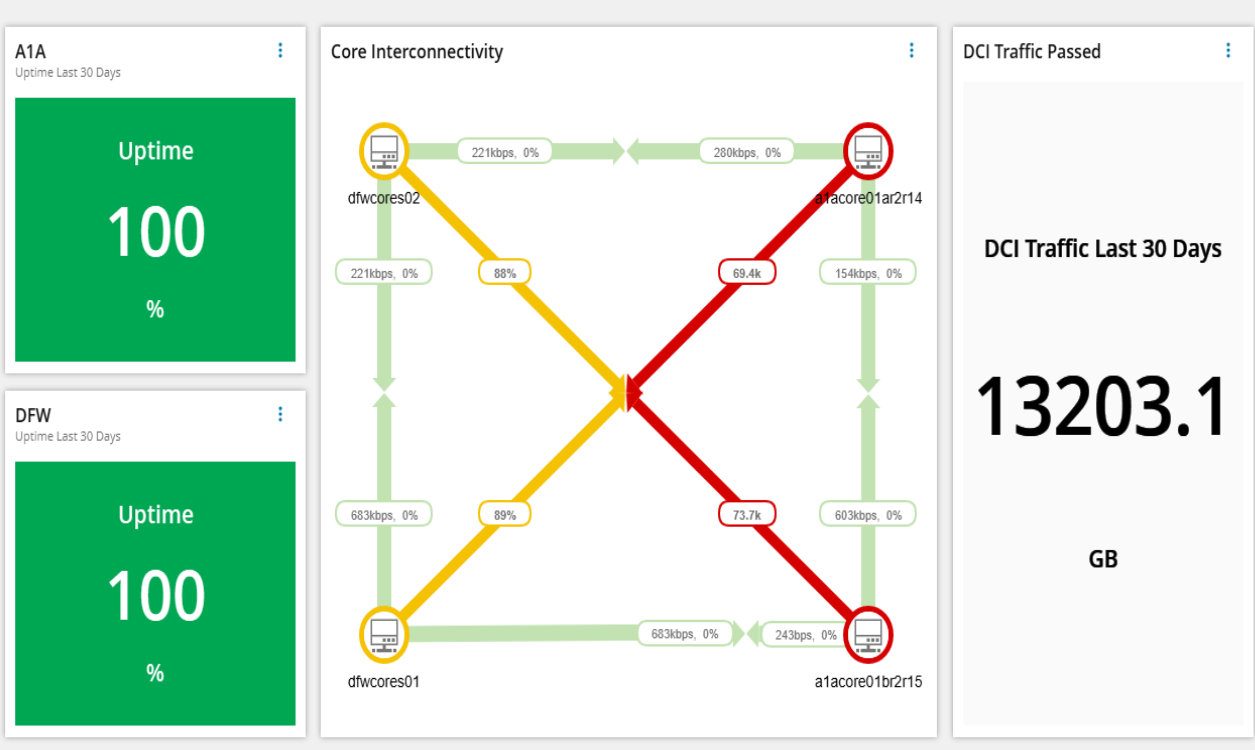 A1A
Uptime Last 30 Days
Uptime
100
%
DFW
Uptime Last 30 Days
Uptime
100
%
Core Interconnectivity
221kbps, 0%
280kbps, 0%
dfwcores02
a1acore01ar2r14
221kbps, 0%
88%
69.4k
154kbps, 0%
683kbps, 0%
89%
73.7k
603kbps, 0%
683kbps, 0%
243bps, 0%
dfwcores01
a1acore01br2r15
DCI Traffic Passed
DCI Traffic Last 30 Days
13203.1
GB